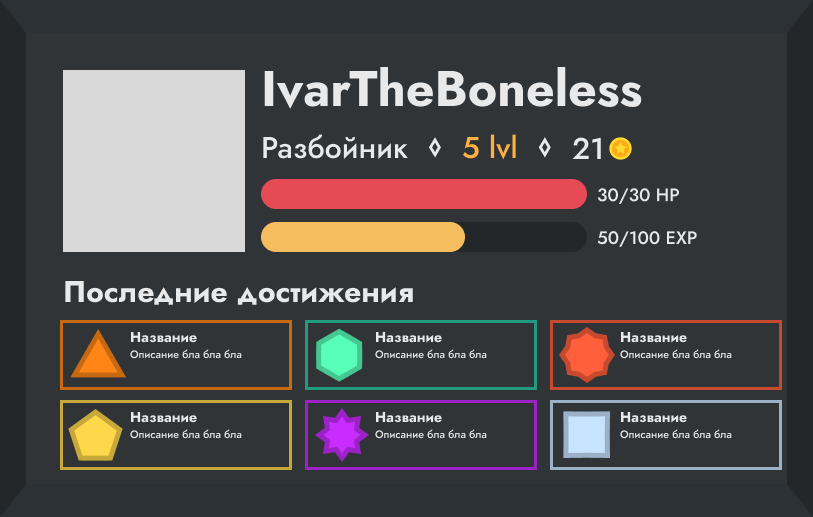 IvarTheBoneless
Разбойник ◊ 5 lvl ◊ 21
30/30 HP
50/100 EXP
Последние достижения
Название
Описание бла бла бла
Название
Описание бла бла бла
Название
Описание бла бла бла
Название
Описание бла бла бла
Название
Описание бла бла бла
Название
Описание бла бла бла